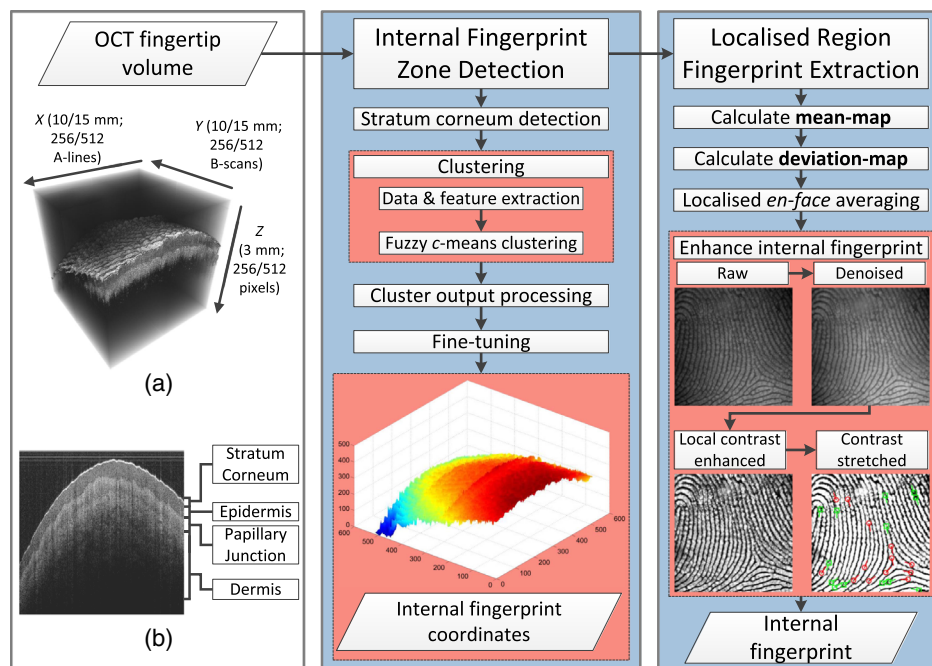 OCT fingertip
volume
X (10/15 mm;
256/512
A-lines)
Y (10/15 mm;
256/512
B-scans)
Z
(3 mm;
256/512
pixels)
(a)
Stratum
Corneum
Epidermis
Papillary
Junction
Dermis
(b)
Internal Fingerprint
Zone Detection
Stratum corneum detection
Clustering
Data & feature extraction
Fuzzy c-means clustering
Cluster output processing
Fine-tuning
500
400
300
200
100
0
600
500
400
300
200
100
0
0
100
200
300
400
500
600
Internal fingerprint
coordinates
Localised Region
Fingerprint Extraction
Calculate mean-map
Calculate deviation-map
Localised en-face averaging
Enhance internal fingerprint
Raw
Denoised
Local contrast
enhanced
Contrast
stretched
Internal
fingerprint